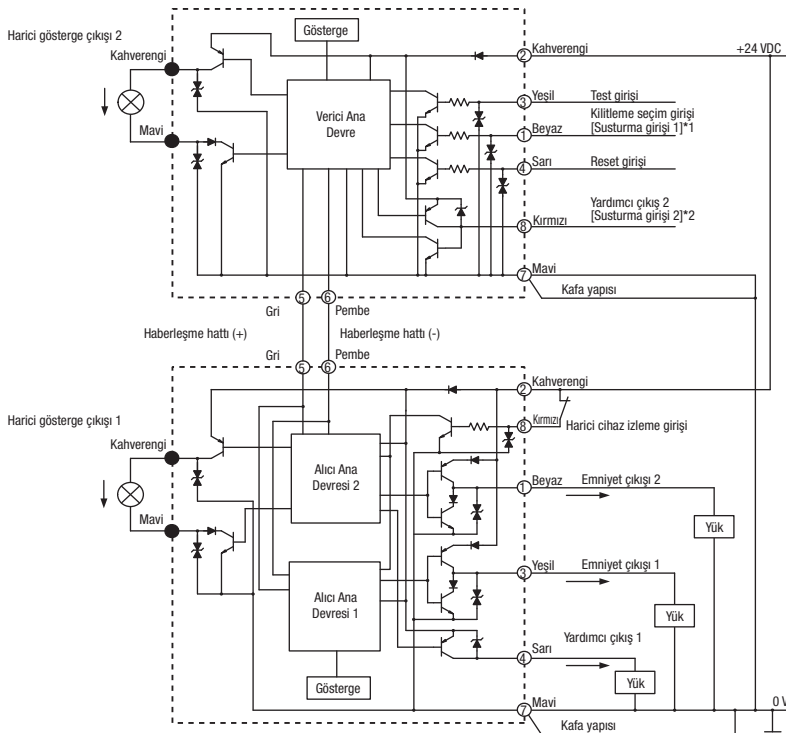 Harici gösterge çıkışı 2
Kahverengi
Mavi
Gösterge
Verici Ana
Devre
2 Kahverengi
+24 VDC
3 Yeşil
Test girişi
1 Beyaz
Kilitleme seçim girişi
[Susturma girişi 1]*1
4 Sarı
Reset girişi
8 Kırmızı
Yardımcı çıkış 2
[Susturma girişi 2]*2
7 Mavi
Kafa yapısı
5 6
Gri
Pembe
Haberleşme hattı (+)
Haberleşme hattı (-)
Gri
Pembe
5 6
Harici gösterge çıkışı 1
Kahverengi
Mavi
Alıcı Ana
Devresi 2
Alıcı Ana
Devresi 1
Gösterge
2 Kahverengi
8 Kırmızı
Harici cihaz izleme girişi
1 Beyaz
Emniyet çıkışı 2
Yük
3 Yeşil
Emniyet çıkışı 1
Yük
4 Sarı
Yardımcı çıkış 1
Yük
7 Mavi
0 V
Kafa yapısı